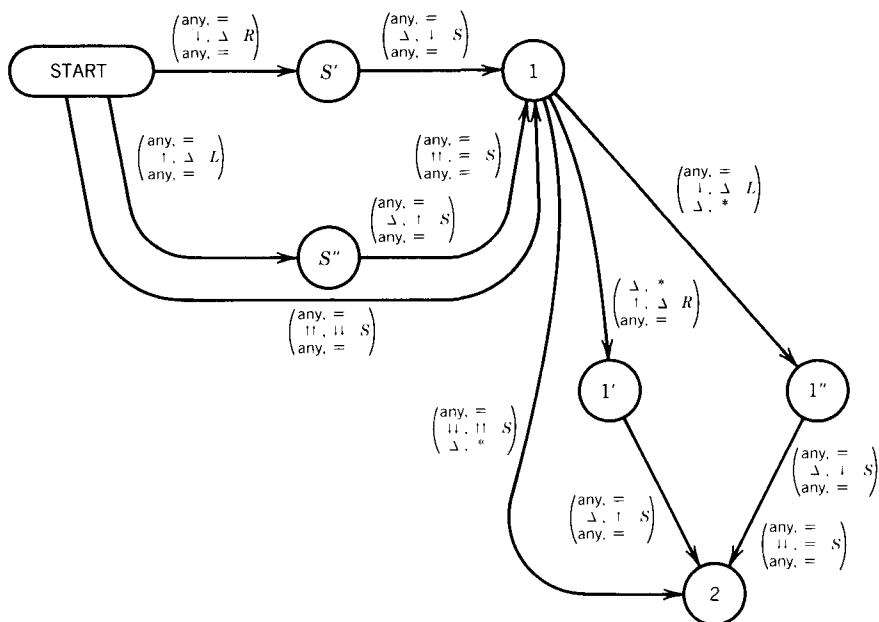 START
(any, =
↓, Δ R
any, =)
S′
(any, =
Δ, ↓ S
any, =)
1
(any, =
↑, Δ L
any, =)
(any, =
↑↑, = S
any, =)
(any, =
↓, Δ L
Δ, *)
S″
(any, =
Δ, ↑ S
any, =)
(any, =
↑↑, ↓↓ S
any, =)
(Δ, *
↑, Δ R
any, =)
1′
1″
(any, =
↓↓, ↑↑ S
Δ, *)
(any, =
Δ, ↑ S
any, =)
(any, =
Δ, ↓ S
any, =)
(any, =
↓↓, = S
any, =)
2